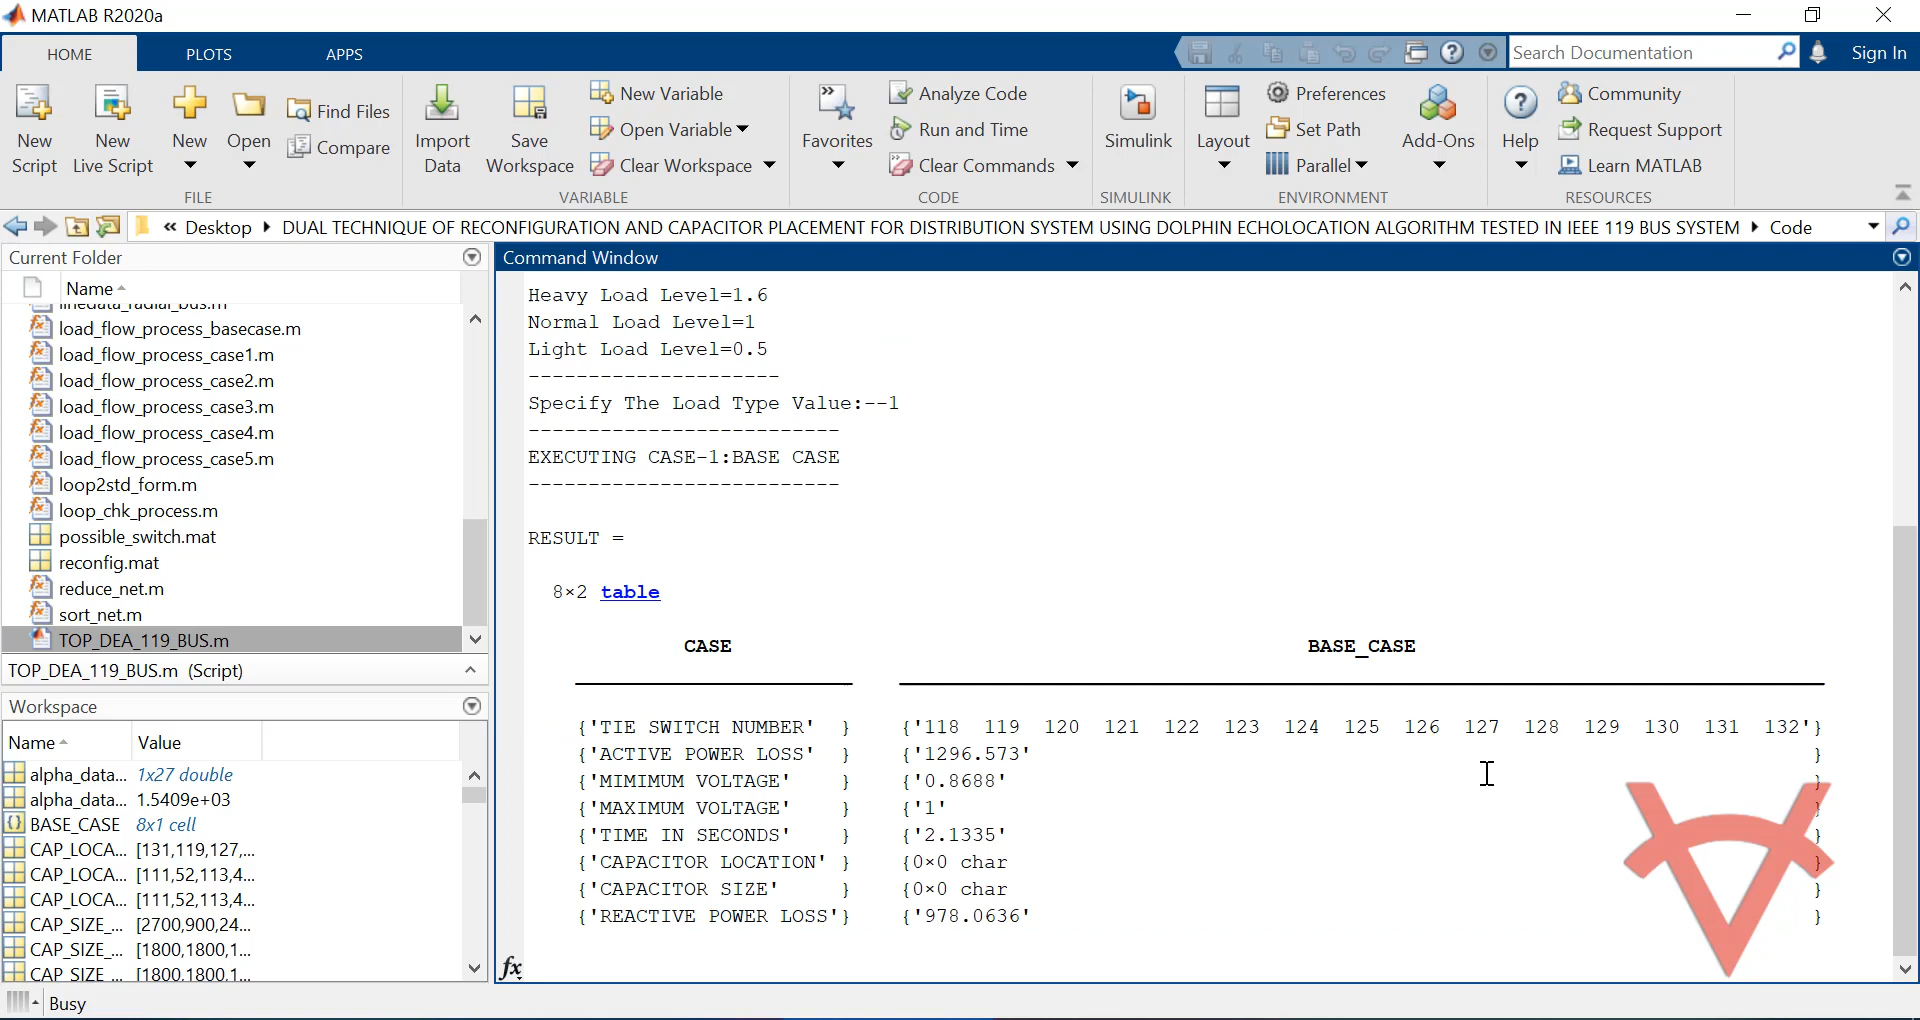 MATLAB R2020a
HOME PLOTS APPS
Search Documentation
Sign In
New Script
New Live Script
New
Open
Find Files
Compare
FILE
Import Data
Save Workspace
New Variable
Open Variable
Clear Workspace
VARIABLE
Favorites
Analyze Code
Run and Time
Clear Commands
CODE
Simulink
SIMULINK
Layout
Preferences
Set Path
Parallel
Add-Ons
ENVIRONMENT
Help
Community
Request Support
Learn MATLAB
RESOURCES
« Desktop DUAL TECHNIQUE OF RECONFIGURATION AND CAPACITOR PLACEMENT FOR DISTRIBUTION SYSTEM USING DOLPHIN ECHOLOCATION ALGORITHM TESTED IN IEEE 119 BUS SYSTEM Code
Current Folder
Name
linedata_radial_bus.m
load_flow_process_basecase.m
load_flow_process_case1.m
load_flow_process_case2.m
load_flow_process_case3.m
load_flow_process_case4.m
load_flow_process_case5.m
loop2std_form.m
loop_chk_process.m
possible_switch.mat
reconfig.mat
reduce_net.m
sort_net.m
TOP_DEA_119_BUS.m
TOP_DEA_119_BUS.m (Script)
Workspace
Name Value
alpha_data... 1x27 double
alpha_data... 1.5409e+03
BASE_CASE 8x1 cell
CAP_LOCA... [131,119,127,...
CAP_LOCA... [111,52,113,4...
CAP_LOCA... [111,52,113,4...
CAP_SIZE_... [2700,900,24...
CAP_SIZE_... [1800,1800,1...
CAP_SIZE_... [1800,1800,1...
Busy
Command Window
Heavy Load Level=1.6
Normal Load Level=1
Light Load Level=0.5
---------------------
Specify The Load Type Value:--1
--------------------------
EXECUTING CASE-1:BASE CASE
--------------------------
RESULT =
8×2 table
CASE BASE_CASE
{'TIE SWITCH NUMBER' } {'118 119 120 121 122 123 124 125 126 127 128 129 130 131 132'}
{'ACTIVE POWER LOSS' } {'1296.573' }
{'MIMIMUM VOLTAGE' } {'0.8688' }
{'MAXIMUM VOLTAGE' } {'1' }
{'TIME IN SECONDS' } {'2.1335' }
{'CAPACITOR LOCATION' } {0×0 char }
{'CAPACITOR SIZE' } {0×0 char }
{'REACTIVE POWER LOSS'} {'978.0636' }
fx